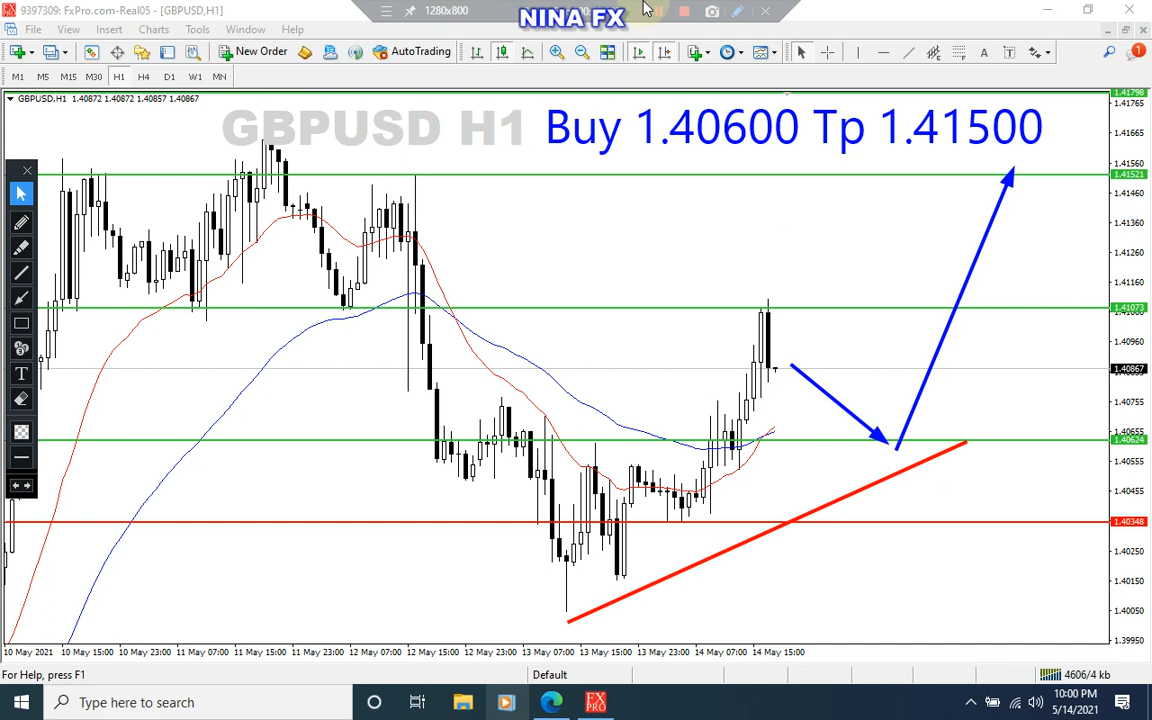 9397309: FxPro.com-Real05 - [GBPUSD,H1]
1280x800
NINA FX
File View Insert Charts Tools Window Help
New Order AutoTrading
M1 M5 M15 M30 H1 H4 D1 W1 MN
GBPUSD,H1 1.40872 1.40872 1.40857 1.40867
GBPUSD H1 Buy 1.40600 Tp 1.41500
1.41798
1.41765
1.41665
1.41560
1.41521
1.41460
1.41360
1.41260
1.41160
1.41073
1.40960
1.40867
1.40755
1.40655
1.40624
1.40555
1.40455
1.40348
1.40250
1.40150
1.40050
1.39950
10 May 2021 10 May 15:00 10 May 23:00 11 May 07:00 11 May 15:00 11 May 23:00 12 May 07:00 12 May 15:00 12 May 23:00 13 May 07:00 13 May 15:00 13 May 23:00 14 May 07:00 14 May 15:00
For Help, press F1 Default 4606/4 kb
Type here to search
FX PRO
10:00 PM
5/14/2021